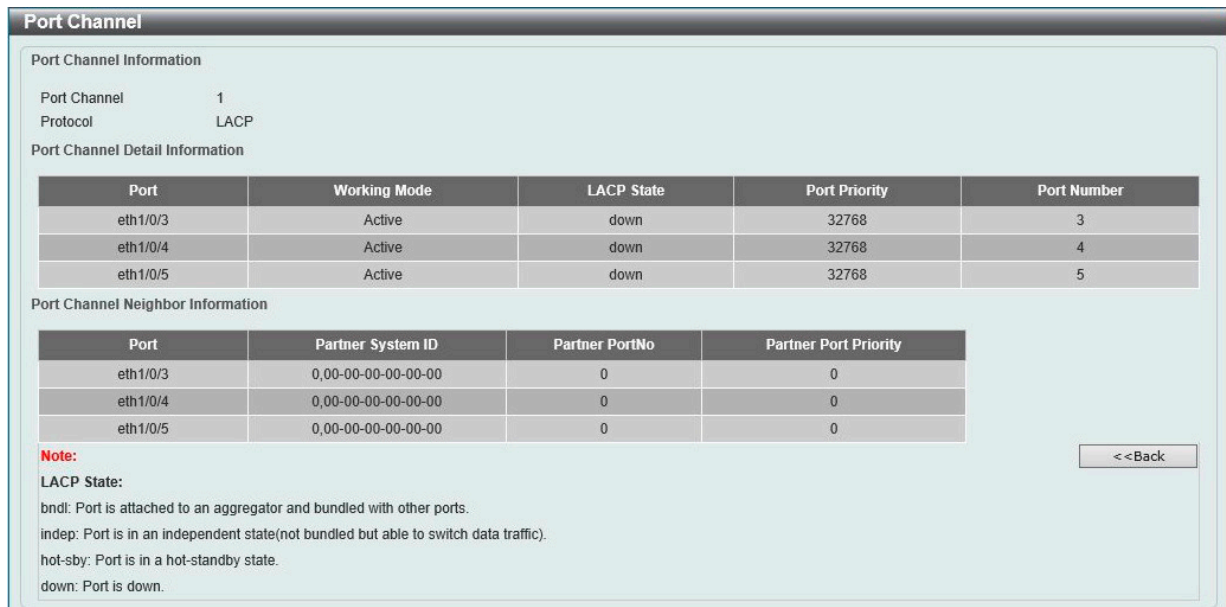 Port Channel
Port Channel Information
Port Channel 1
Protocol LACP
Port Channel Detail Information
Port Working Mode LACP State Port Priority Port Number
eth1/0/3 Active down 32768 3
eth1/0/4 Active down 32768 4
eth1/0/5 Active down 32768 5
Port Channel Neighbor Information
Port Partner System ID Partner PortNo Partner Port Priority
eth1/0/3 0,00-00-00-00-00-00 0 0
eth1/0/4 0,00-00-00-00-00-00 0 0
eth1/0/5 0,00-00-00-00-00-00 0 0
Note: <<Back
LACP State:
bndl: Port is attached to an aggregator and bundled with other ports.
indep: Port is in an independent state(not bundled but able to switch data traffic).
hot-sby: Port is in a hot-standby state.
down: Port is down.